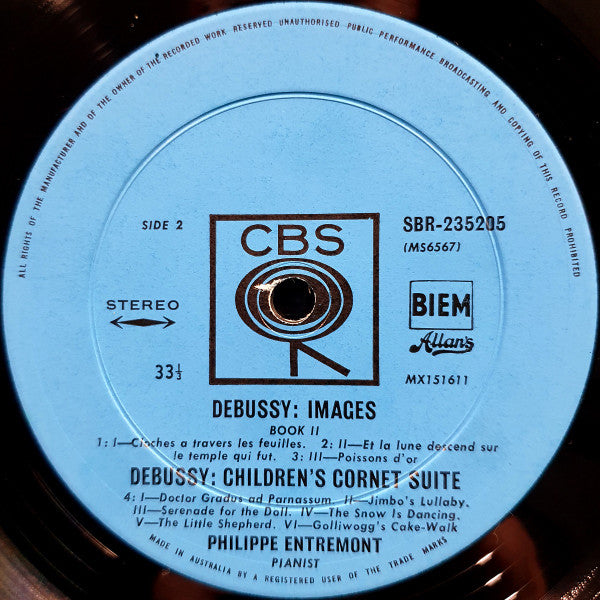 ALL RIGHTS OF THE MANUFACTURER AND OF THE OWNER OF THE RECORDED WORK RESERVED UNAUTHORISED PUBLIC PERFORMANCE BROADCASTING AND COPYING OF THIS RECORD PROHIBITED
SIDE 2
CBS
SBR-235205
(MS6567)
STEREO
BIEM
Allan's
33⅓
MX151611
DEBUSSY: IMAGES
BOOK II
1: I—Cloches a travers les feuilles. 2: II—Et la lune descend sur
le temple qui fut. 3: III—Poissons d'or
DEBUSSY: CHILDREN'S CORNET SUITE
4: I—Doctor Gradus ad Parnassum. II—Jimbo's Lullaby.
III—Serenade for the Doll. IV—The Snow Is Dancing.
V—The Little Shepherd. VI—Golliwogg's Cake-Walk
PHILIPPE ENTREMONT
PIANIST
MADE IN AUSTRALIA BY A REGISTERED USER OF THE TRADE MARKS